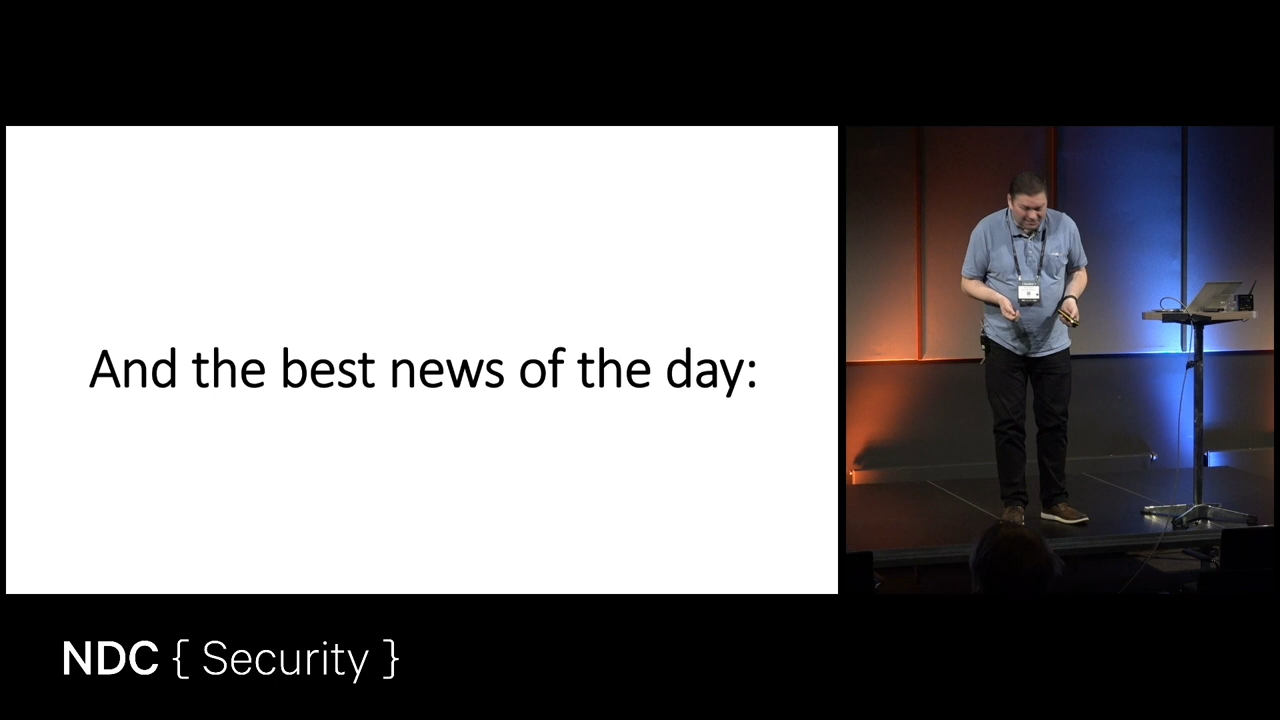 And the best news of the day:
NDC { Security }